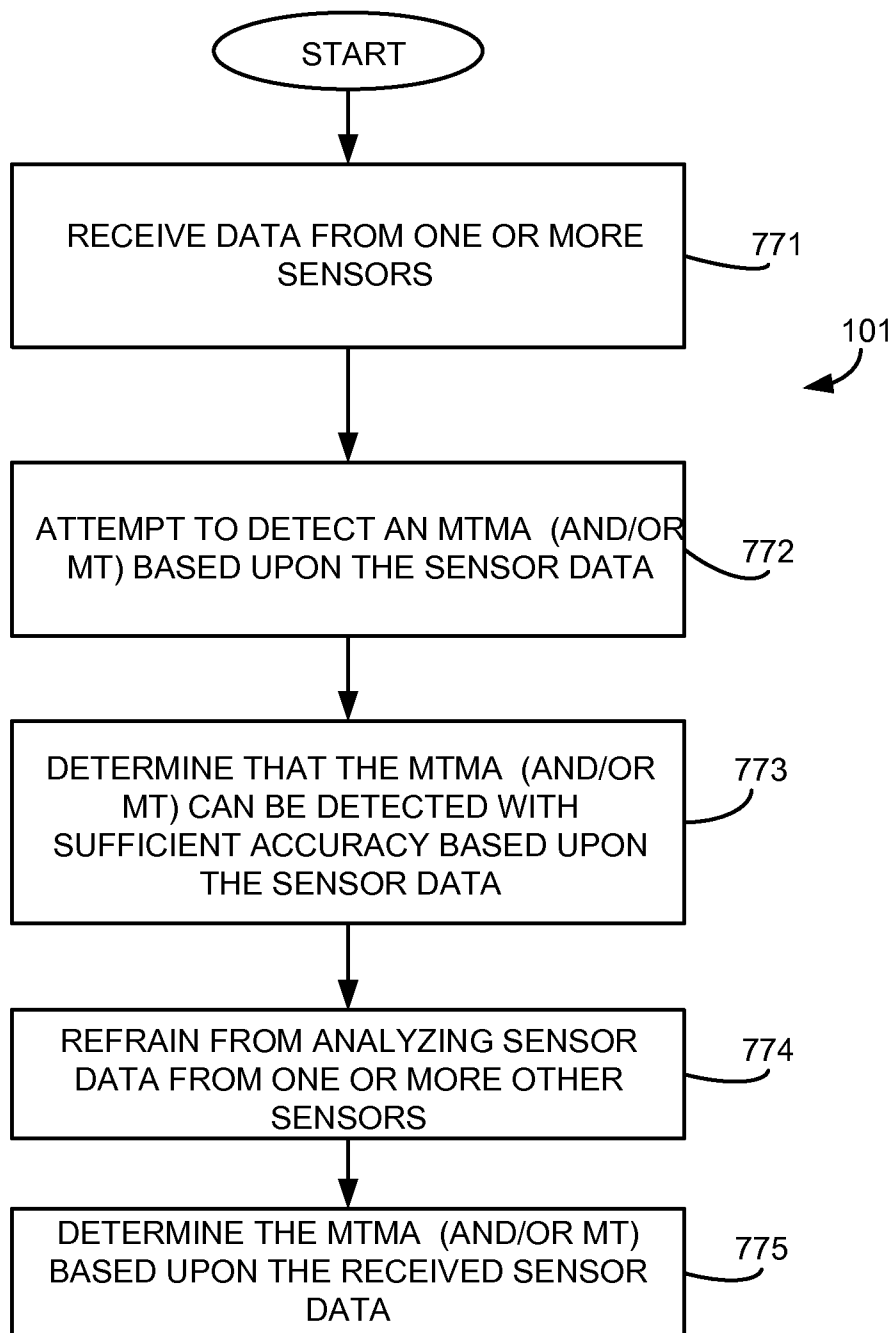 START
RECEIVE DATA FROM ONE OR MORE
SENSORS
771
101
ATTEMPT TO DETECT AN MTMA (AND/OR
MT) BASED UPON THE SENSOR DATA
772
DETERMINE THAT THE MTMA (AND/OR
MT) CAN BE DETECTED WITH
SUFFICIENT ACCURACY BASED UPON
THE SENSOR DATA
773
REFRAIN FROM ANALYZING SENSOR
DATA FROM ONE OR MORE OTHER
SENSORS
774
DETERMINE THE MTMA (AND/OR MT)
BASED UPON THE RECEIVED SENSOR
DATA
775